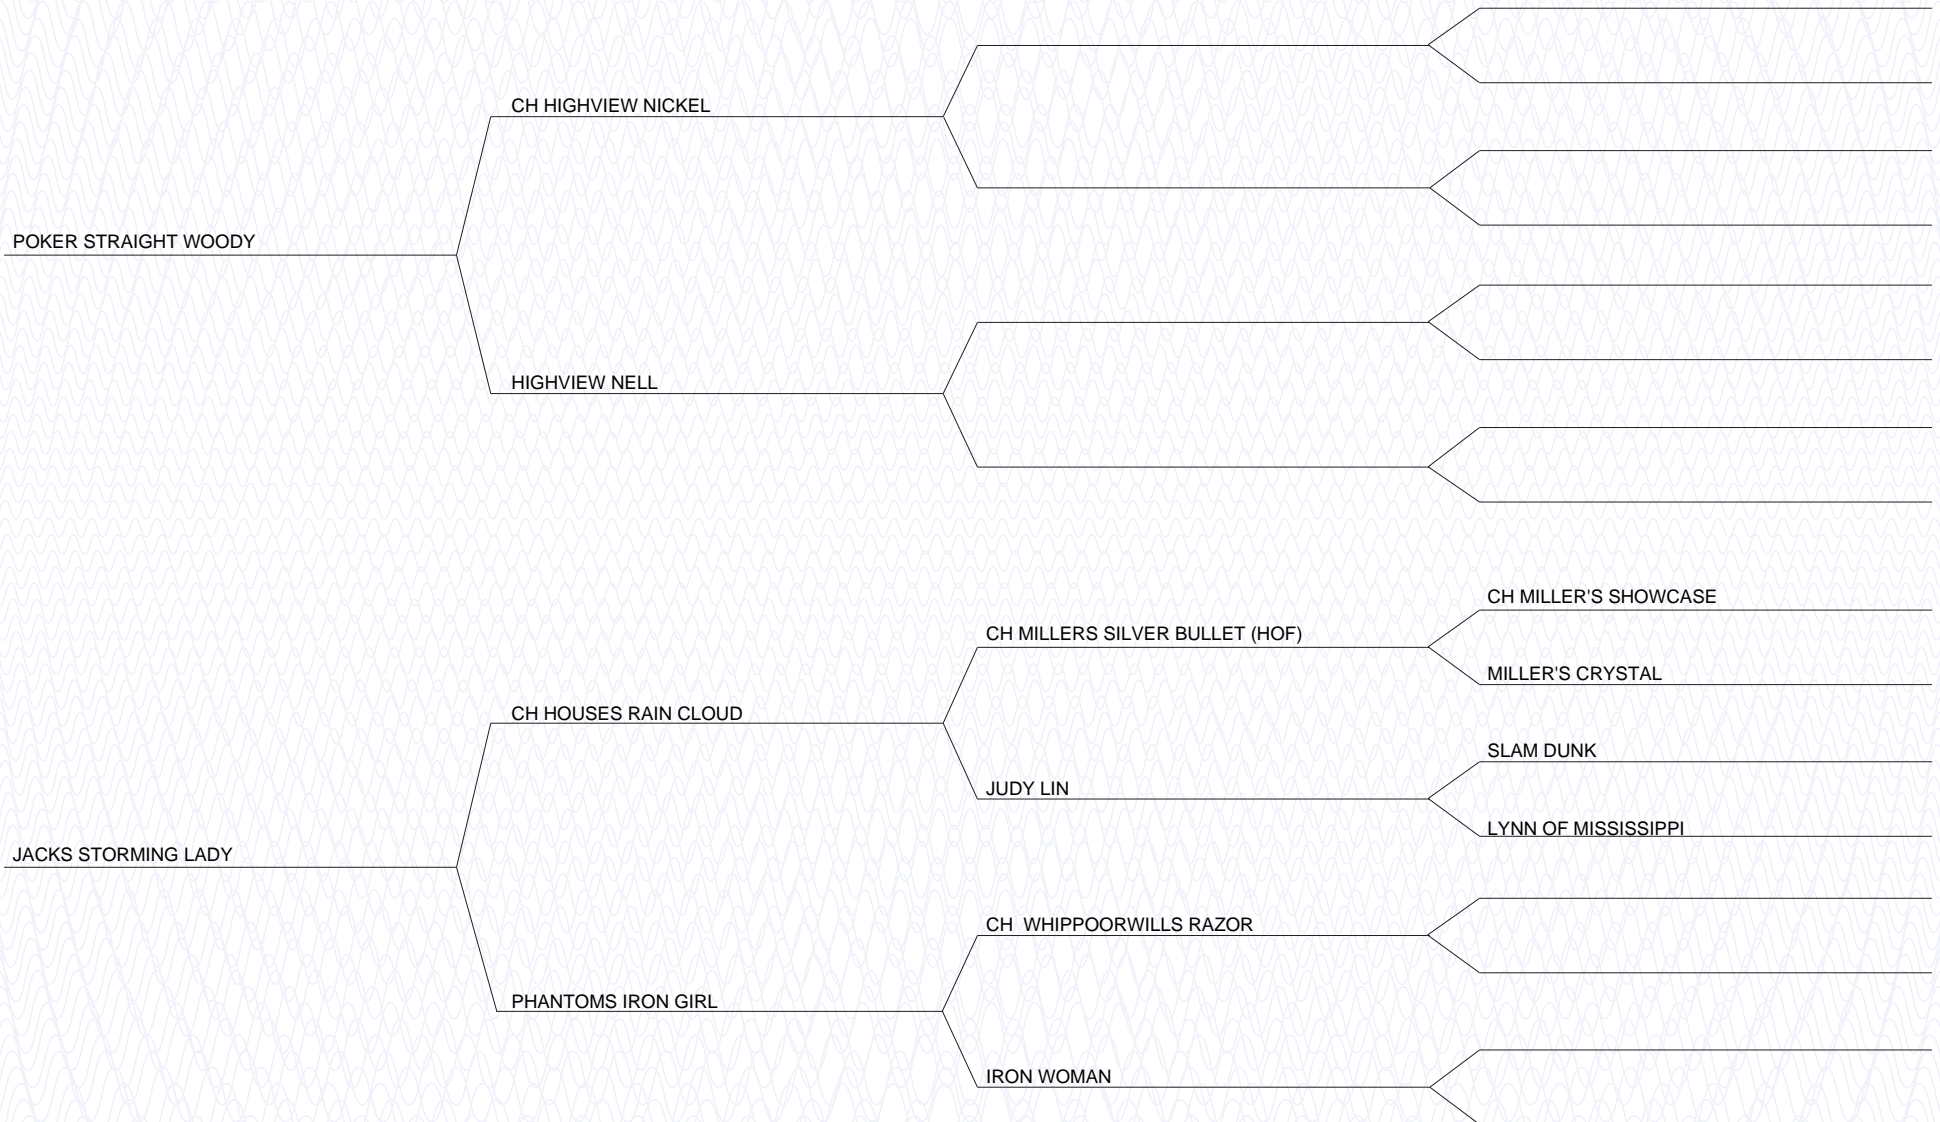 CH HIGHVIEW NICKEL
POKER STRAIGHT WOODY
HIGHVIEW NELL
CH MILLER'S SHOWCASE
CH MILLERS SILVER BULLET (HOF)
MILLER'S CRYSTAL
CH HOUSES RAIN CLOUD
SLAM DUNK
JUDY LIN
LYNN OF MISSISSIPPI
JACKS STORMING LADY
CH  WHIPPOORWILLS RAZOR
PHANTOMS IRON GIRL
IRON WOMAN